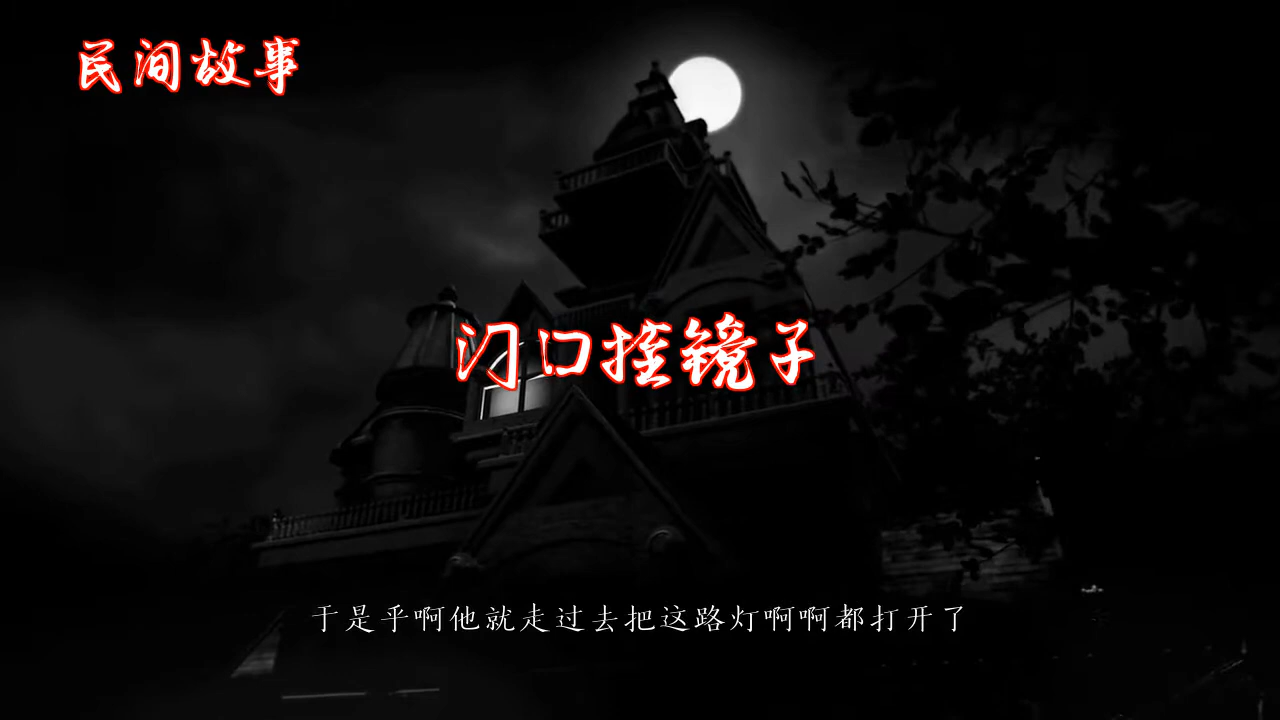 民间故事
门口挂镜子
于是乎啊他就走过去把这路灯啊啊都打开了